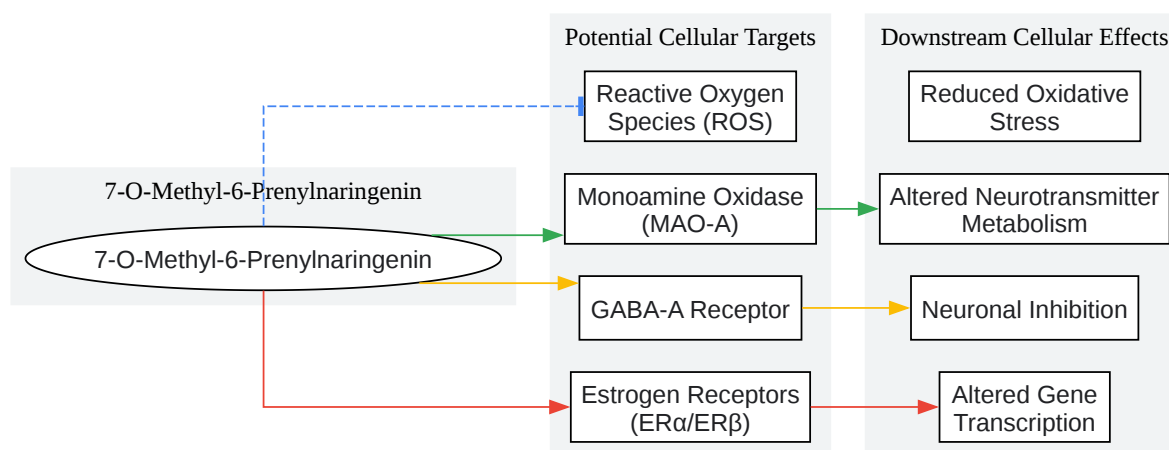 Potential Cellular Targets
Downstream Cellular Effects
Reactive Oxygen
Species (ROS)
Reduced Oxidative
Stress
7-O-Methyl-6-Prenylnaringenin
7-O-Methyl-6-Prenylnaringenin
Monoamine Oxidase
(MAO-A)
Altered Neurotransmitter
Metabolism
GABA-A Receptor
Neuronal Inhibition
Estrogen Receptors
(ERα/ERβ)
Altered Gene
Transcription